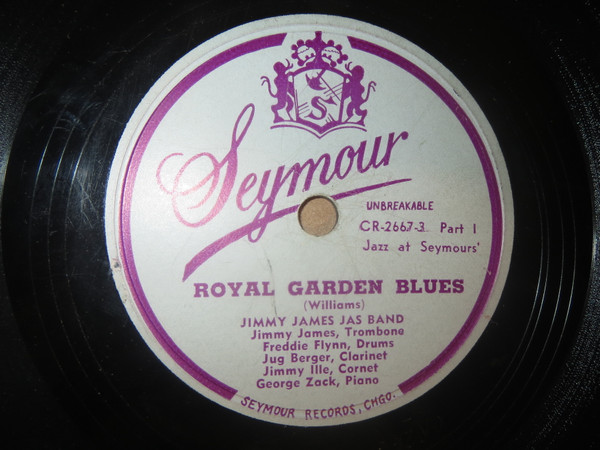 S
Seymour
UNBREAKABLE
CR-2667-3 Part 1
Jazz at Seymours'
ROYAL GARDEN BLUES
(Williams)
JIMMY JAMES JAS BAND
Jimmy James, Trombone
Freddie Flynn, Drums
Jug Berger, Clarinet
Jimmy Ille, Cornet
George Zack, Piano
SEYMOUR RECORDS, CHGO.